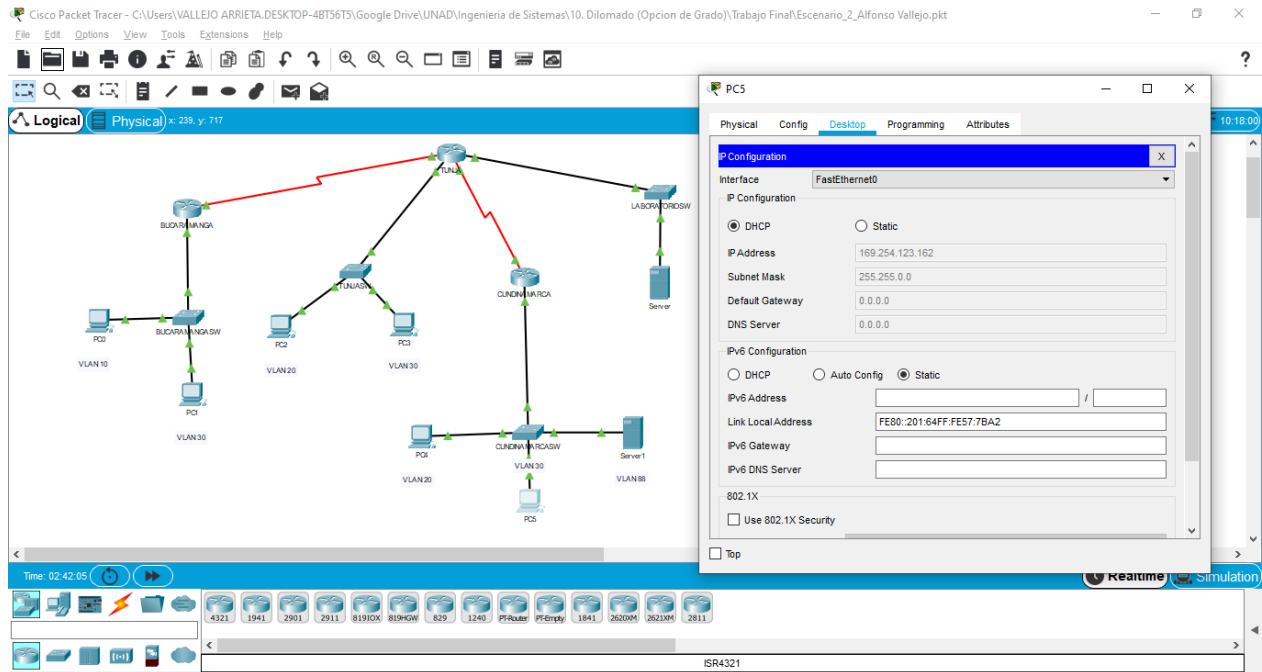 Cisco Packet Tracer - C:\Users\VALLEJO ARRIETA.DESKTOP-4BT56T5\Google Drive\UNAD\Ingenieria de Sistemas\10. Dilomado (Opcion de Grado)\Trabajo Final\Escenario_2_Alfonso Vallejo.pkt
File Edit Options View Tools Extensions Help
?
Logical Physical x: 239, y: 717
10:18:00
TUNJA
BUCARAMANGA
LABORATORIOSW
TUNJASW
CUNDINAMARCA
Server
PC0
BUCARAMANGASW
PC2
PC3
VLAN 10
VLAN 20
VLAN 30
PC1
VLAN 30
PC4
CUNDINAMARCASW
Server1
VLAN 30
VLAN 20
VLAN 88
PC5
PC5
Physical Config Desktop Programming Attributes
IP Configuration
X
Interface FastEthernet0
IP Configuration
DHCP Static
IP Address 169.254.123.162
Subnet Mask 255.255.0.0
Default Gateway 0.0.0.0
DNS Server 0.0.0.0
IPv6 Configuration
DHCP Auto Config Static
IPv6 Address /
Link Local Address FE80::201:64FF:FE57:7BA2
IPv6 Gateway
IPv6 DNS Server
802.1X
Use 802.1X Security
Top
Time: 02:42:05
Realtime Simulation
4321 1941 2901 2911 819IOX 819HGW 829 1240 PT-Router PT-Empty 1841 2620XM 2621XM 2811
ISR4321